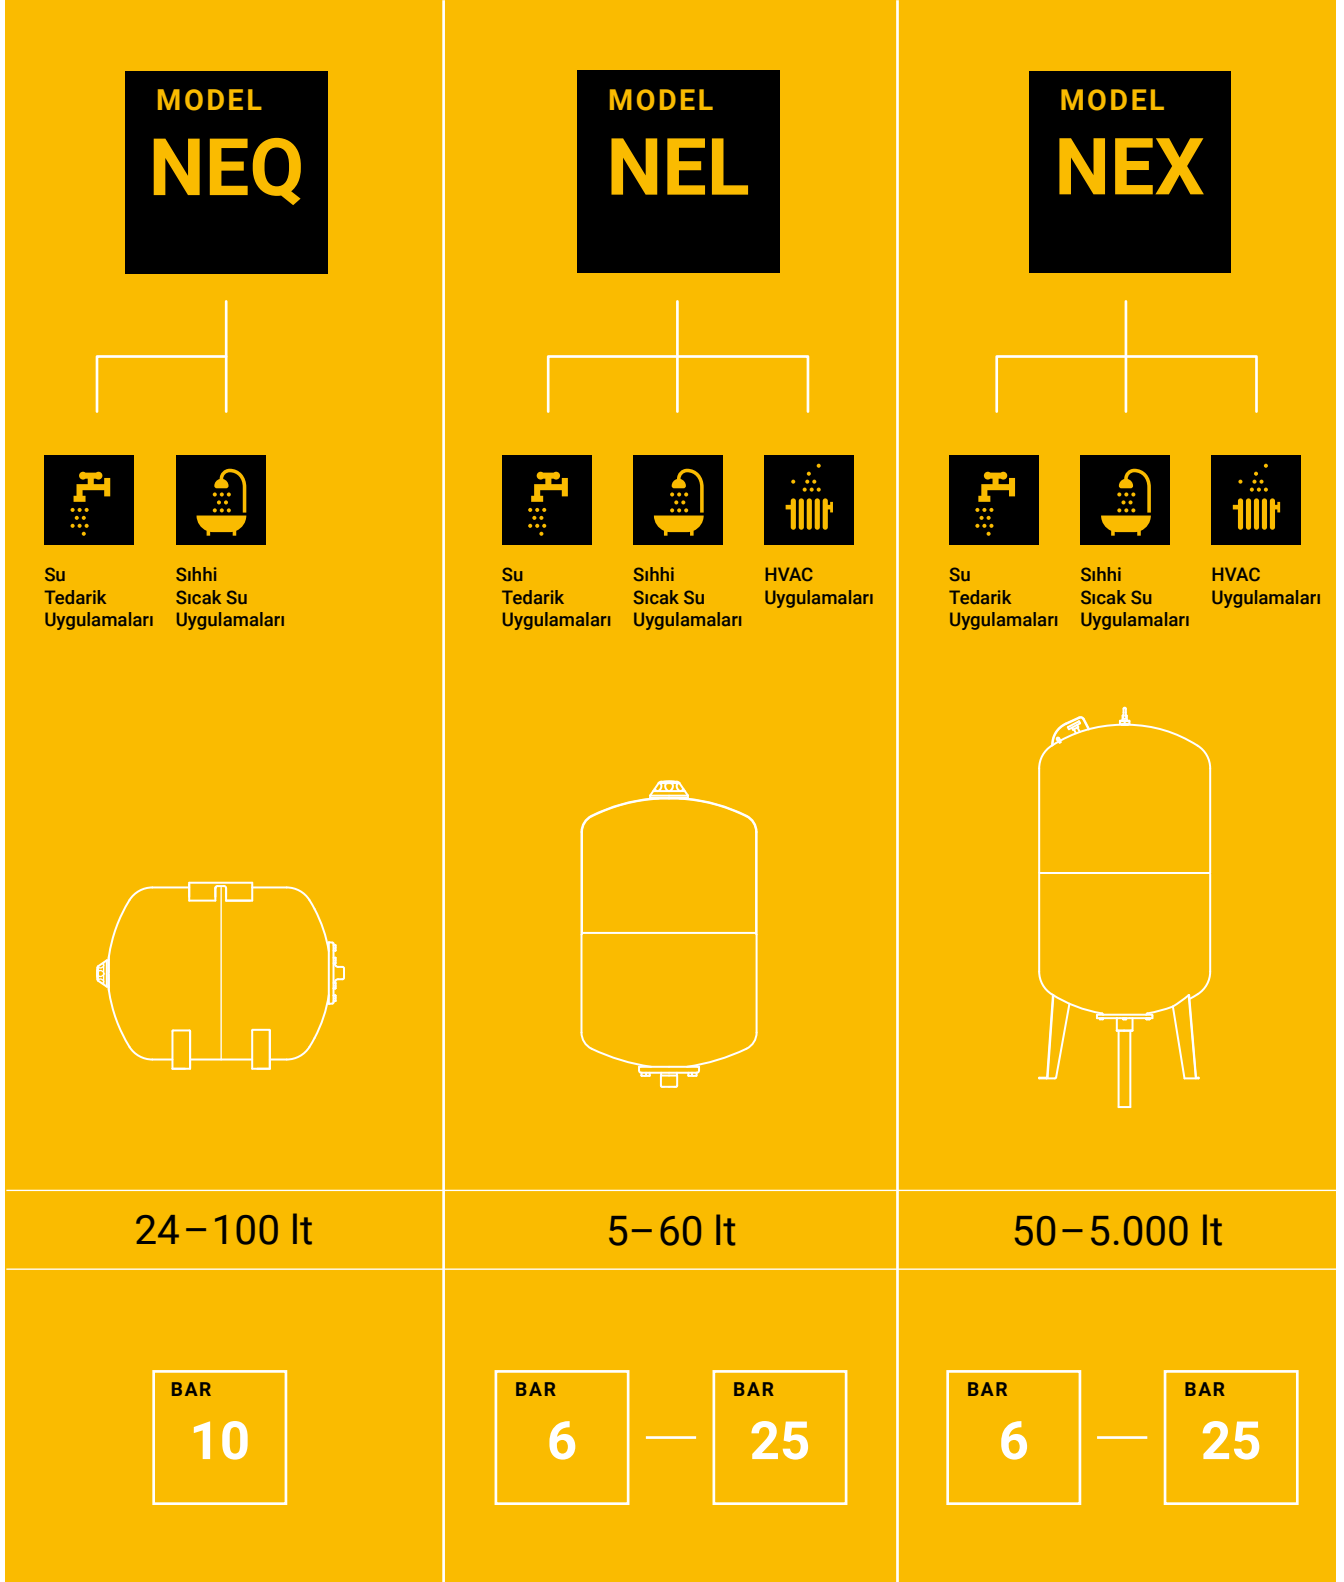 MODEL
NEQ
Su
Tedarik
Uygulamaları
Sıhhi
Sıcak Su
Uygulamaları
24–100 lt
BAR
10
MODEL
NEL
Su
Tedarik
Uygulamaları
Sıhhi
Sıcak Su
Uygulamaları
HVAC
Uygulamaları
5–60 lt
BAR
6
—
BAR
25
MODEL
NEX
Su
Tedarik
Uygulamaları
Sıhhi
Sıcak Su
Uygulamaları
HVAC
Uygulamaları
50–5.000 lt
BAR
6
—
BAR
25